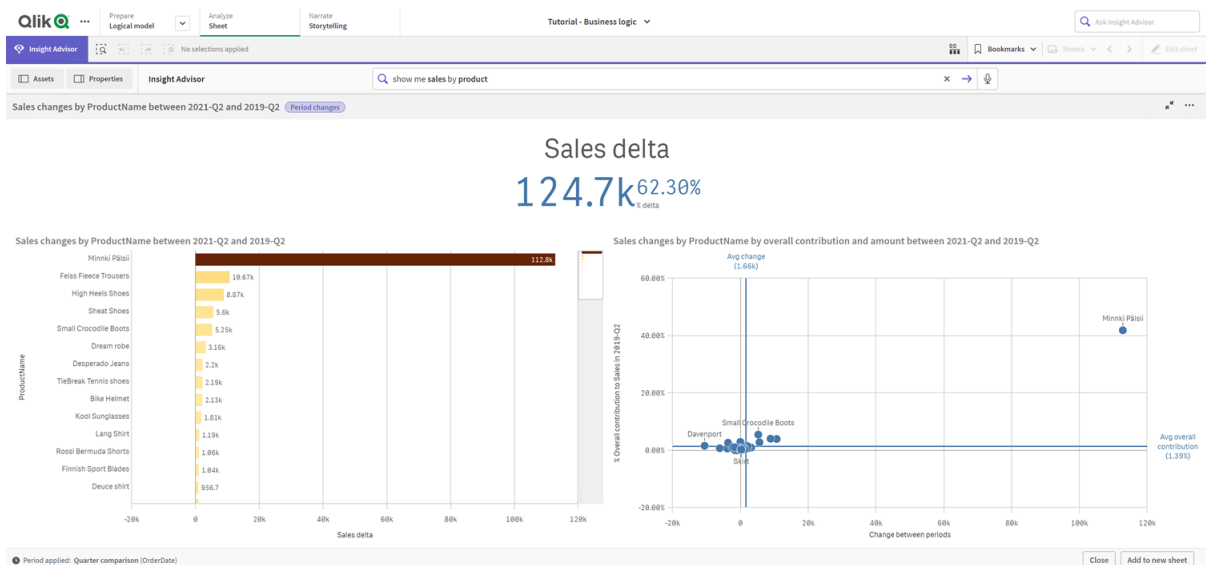 Qlik
Prepare
Logical model
Analyze
Sheet
Narrate
Storytelling
Tutorial - Business logic
Ask Insight Advisor
Insight Advisor
No selections applied
Bookmarks
Sheets
Edit sheet
Assets
Properties
Insight Advisor
show me sales by product
Sales changes by ProductName between 2021-Q2 and 2019-Q2 Period changes
Sales delta
124.7k 62.30%
% delta
Sales changes by ProductName between 2021-Q2 and 2019-Q2
ProductName
Minnki Pälsii 112.8k
Feiss Fleece Trousers 10.67k
High Heels Shoes 8.87k
Sheat Shoes 5.6k
Small Crocodile Boots 5.25k
Dream robe 3.16k
Desperado Jeans 2.2k
TieBreak Tennis shoes 2.19k
Bike Helmet 2.13k
Kool Sunglasses 1.81k
Lang Shirt 1.19k
Rossi Bermuda Shorts 1.06k
Finnish Sport Blades 1.04k
Deuce shirt 956.7
-20k 0 20k 40k 60k 80k 100k 120k
Sales delta
Sales changes by ProductName by overall contribution and amount between 2021-Q2 and 2019-Q2
Avg change
(1.66k)
% Overall contribution to Sales in 2019-Q2
60.00%
Minnki Pälsii
40.00%
20.00%
Small Crocodile Boots
Davenport
0.00%
Skirt
Avg overall
contribution
(1.39%)
-20.00%
-20k 0 20k 40k 60k 80k 100k 120k
Change between periods
Period applied: Quarter comparison (OrderDate)
Close
Add to new sheet